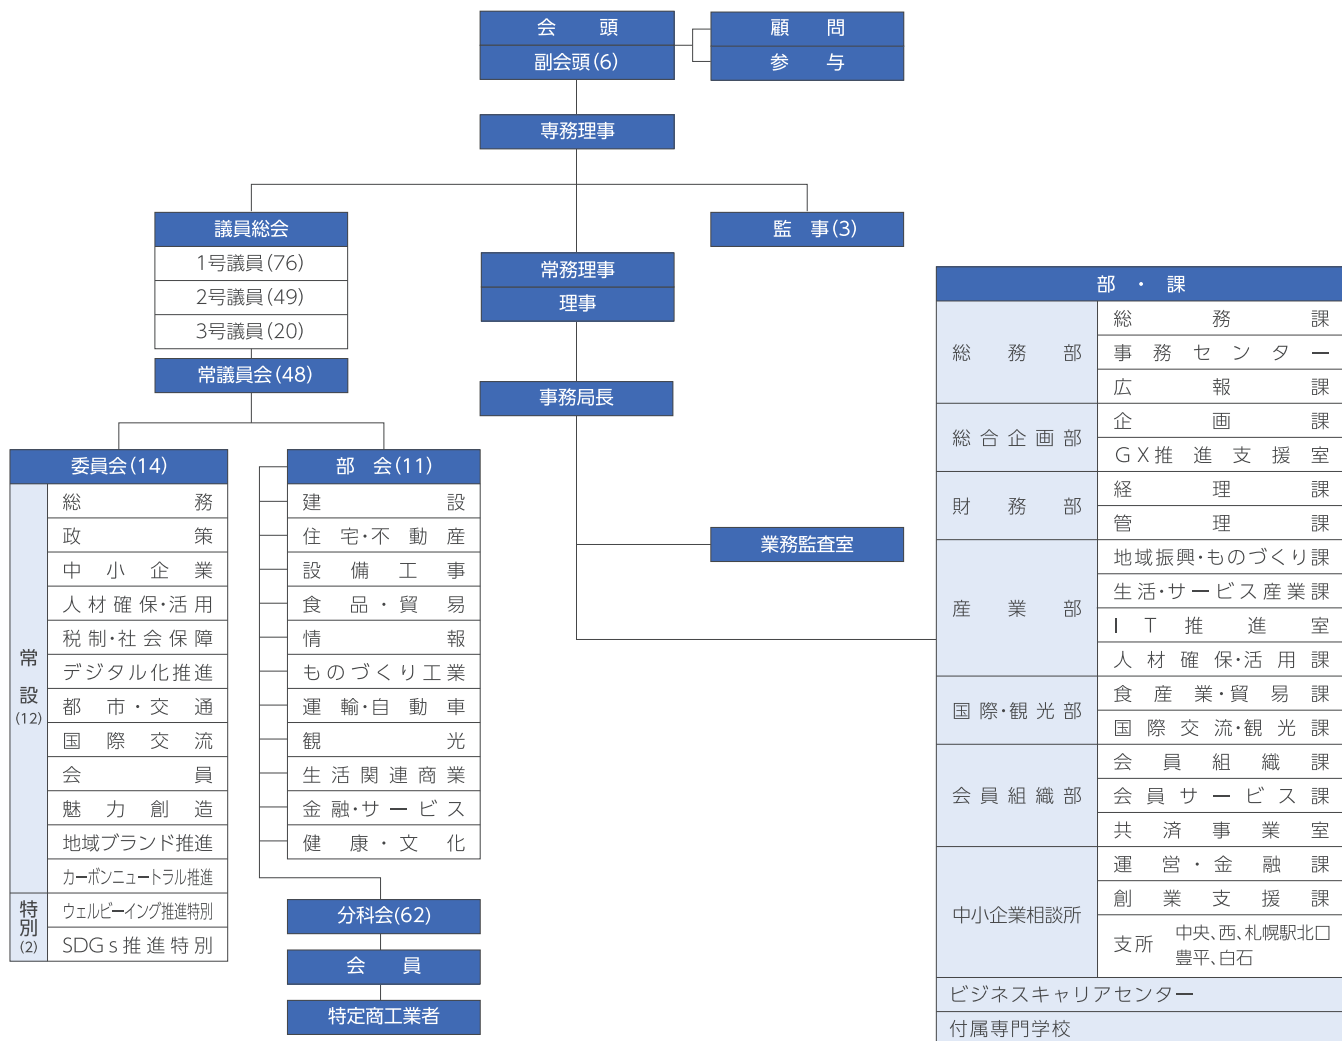 会頭
副会頭(6)
顧問
参与
専務理事
議員総会
1号議員(76)
2号議員(49)
3号議員(20)
常議員会(48)
監事(3)
常務理事
理事
事務局長
業務監査室
委員会(14)
常設(12)
総務
政策
中小企業
人材確保・活用
税制・社会保障
デジタル化推進
都市・交通
国際交流
会員
魅力創造
地域ブランド推進
カーボンニュートラル推進
特別(2)
ウェルビーイング推進特別
SDGs推進特別
部会(11)
建設
住宅・不動産
設備工事
食品・貿易
情報
ものづくり工業
運輸・自動車
観光
生活関連商業
金融・サービス
健康・文化
分科会(62)
会員
特定商工業者
部・課
総務部
総務課
事務センター
広報課
総合企画部
企画課
GX推進支援室
財務部
経理課
管理課
産業部
地域振興・ものづくり課
生活・サービス産業課
IT推進室
人材確保・活用課
国際・観光部
食産業・貿易課
国際交流・観光課
会員組織部
会員組織課
会員サービス課
共済事業室
中小企業相談所
運営・金融課
創業支援課
支所 中央、西、札幌駅北口
豊平、白石
ビジネスキャリアセンター
付属専門学校